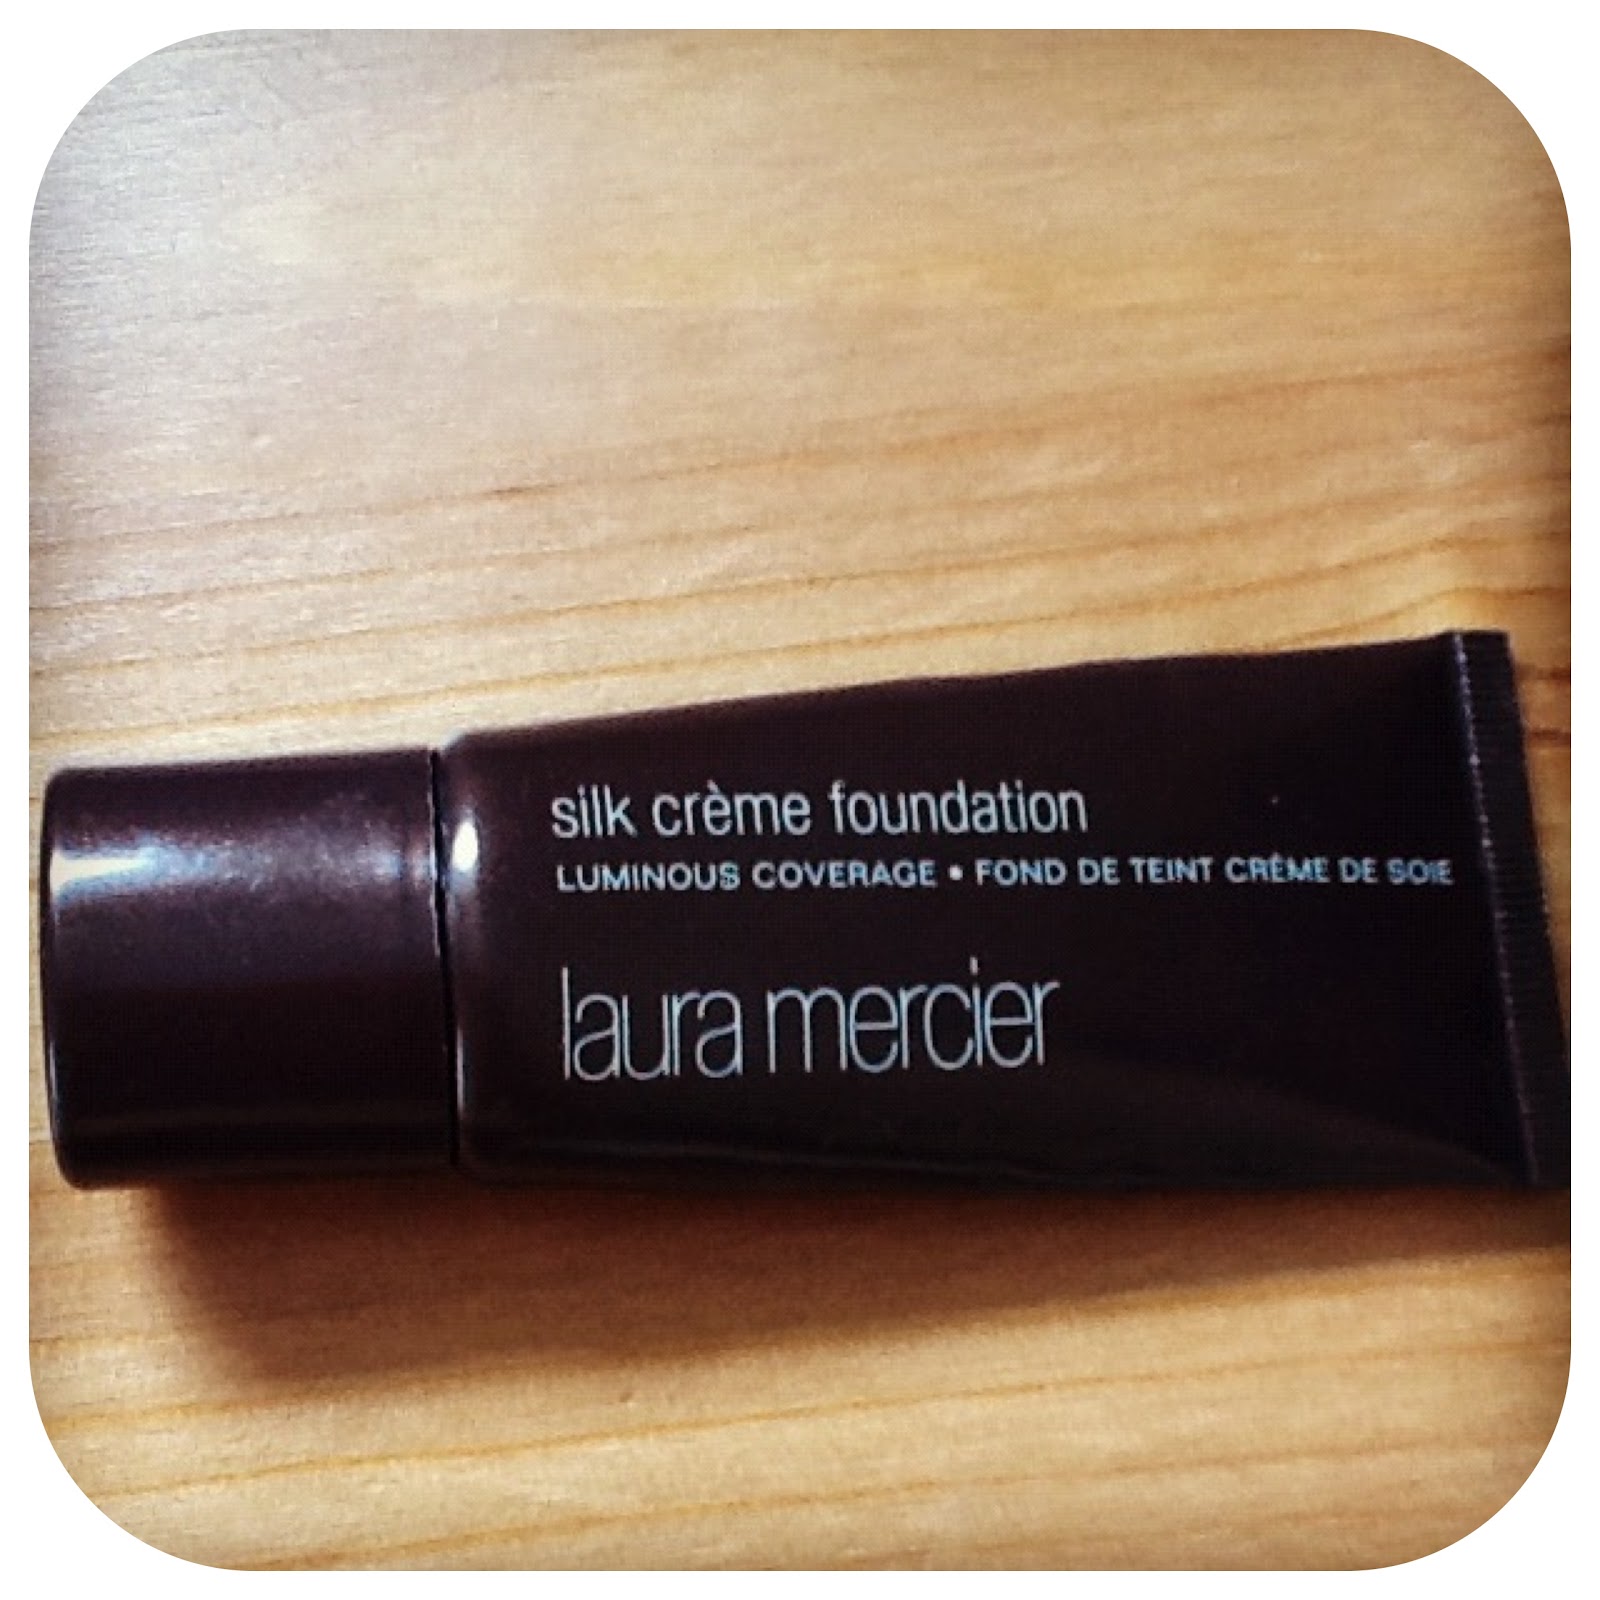 silk crème foundation
LUMINOUS COVERAGE • FOND DE TEINT CRÈME DE SOIE
laura mercier